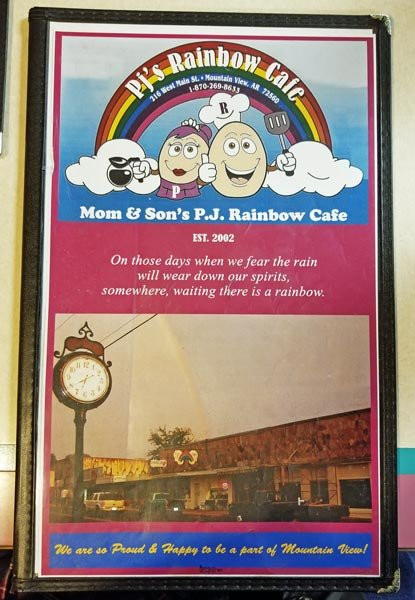 Pj's Rainbow Cafe
216 West Main St. • Mountain View, AR 72560
1-870-269-8633
R
P
Mom & Son's P.J. Rainbow Cafe
EST. 2002
On those days when we fear the rain
will wear down our spirits,
somewhere, waiting there is a rainbow.
We are so Proud & Happy to be a part of Mountain View!